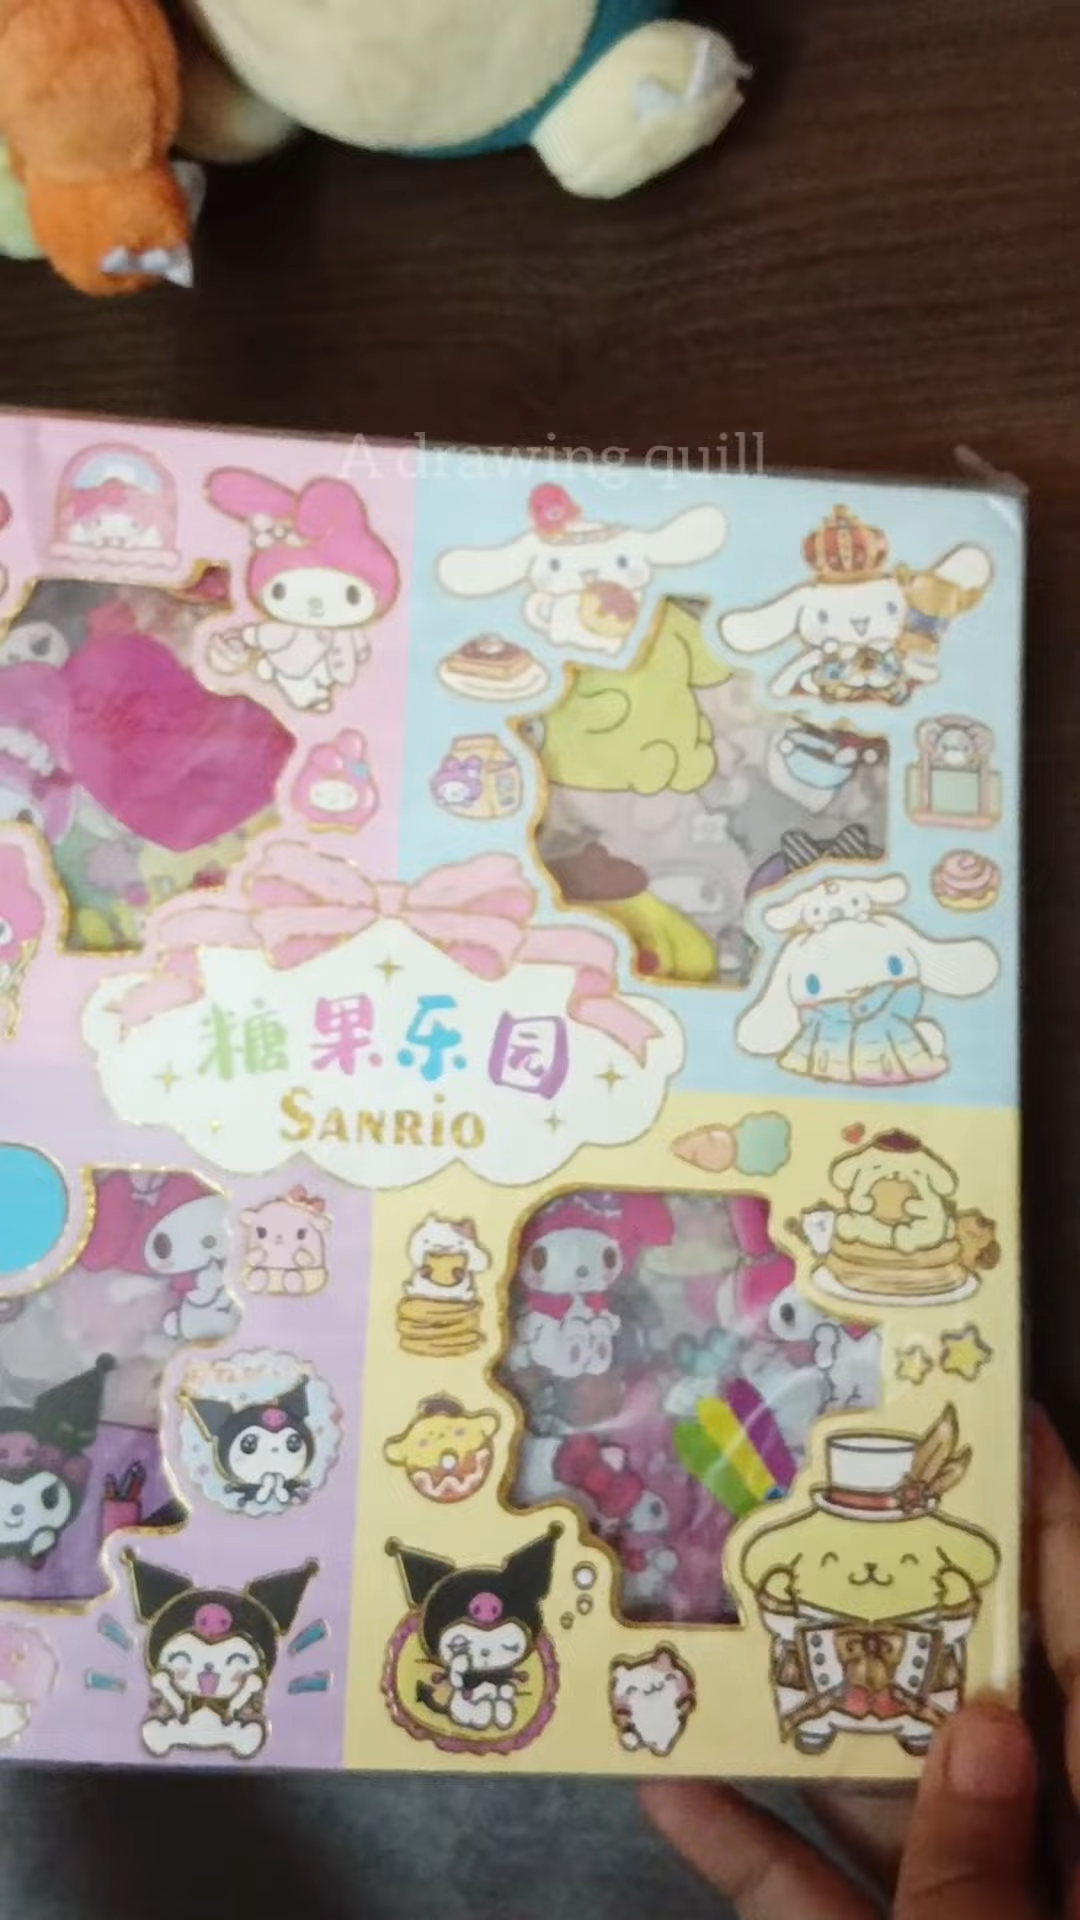 A drawing quill
糖果乐园
SANRIO